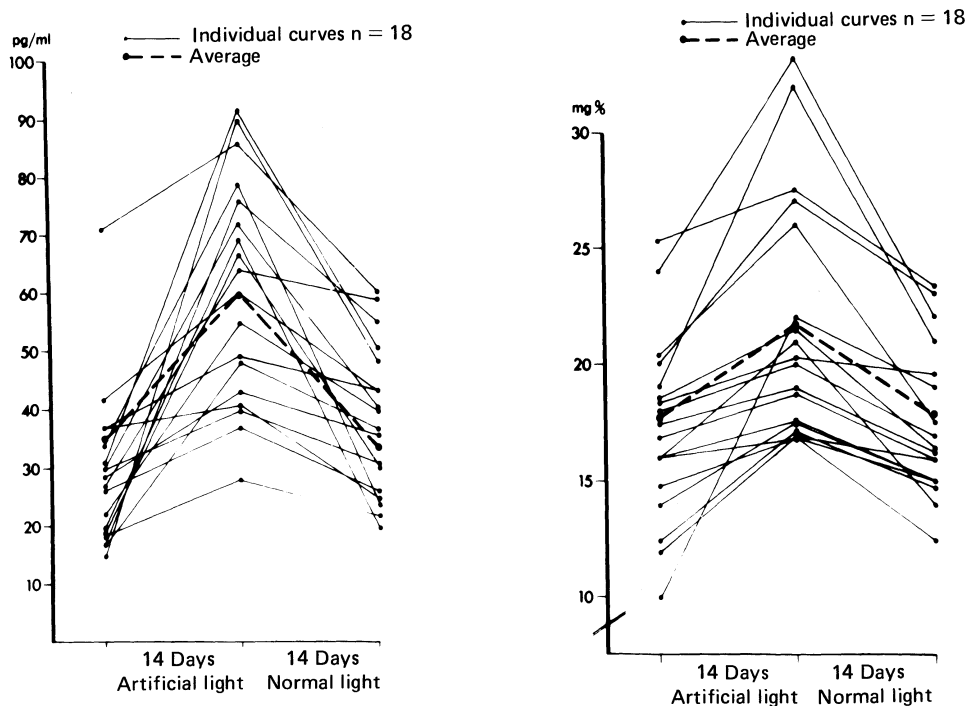 Individual curves n = 18
Average
pg/ml
100
90
80
70
60
50
40
30
20
10
14 Days
Artificial light
14 Days
Normal light
Individual curves n = 18
Average
mg%
30
25
20
15
10
14 Days
Artificial light
14 Days
Normal light